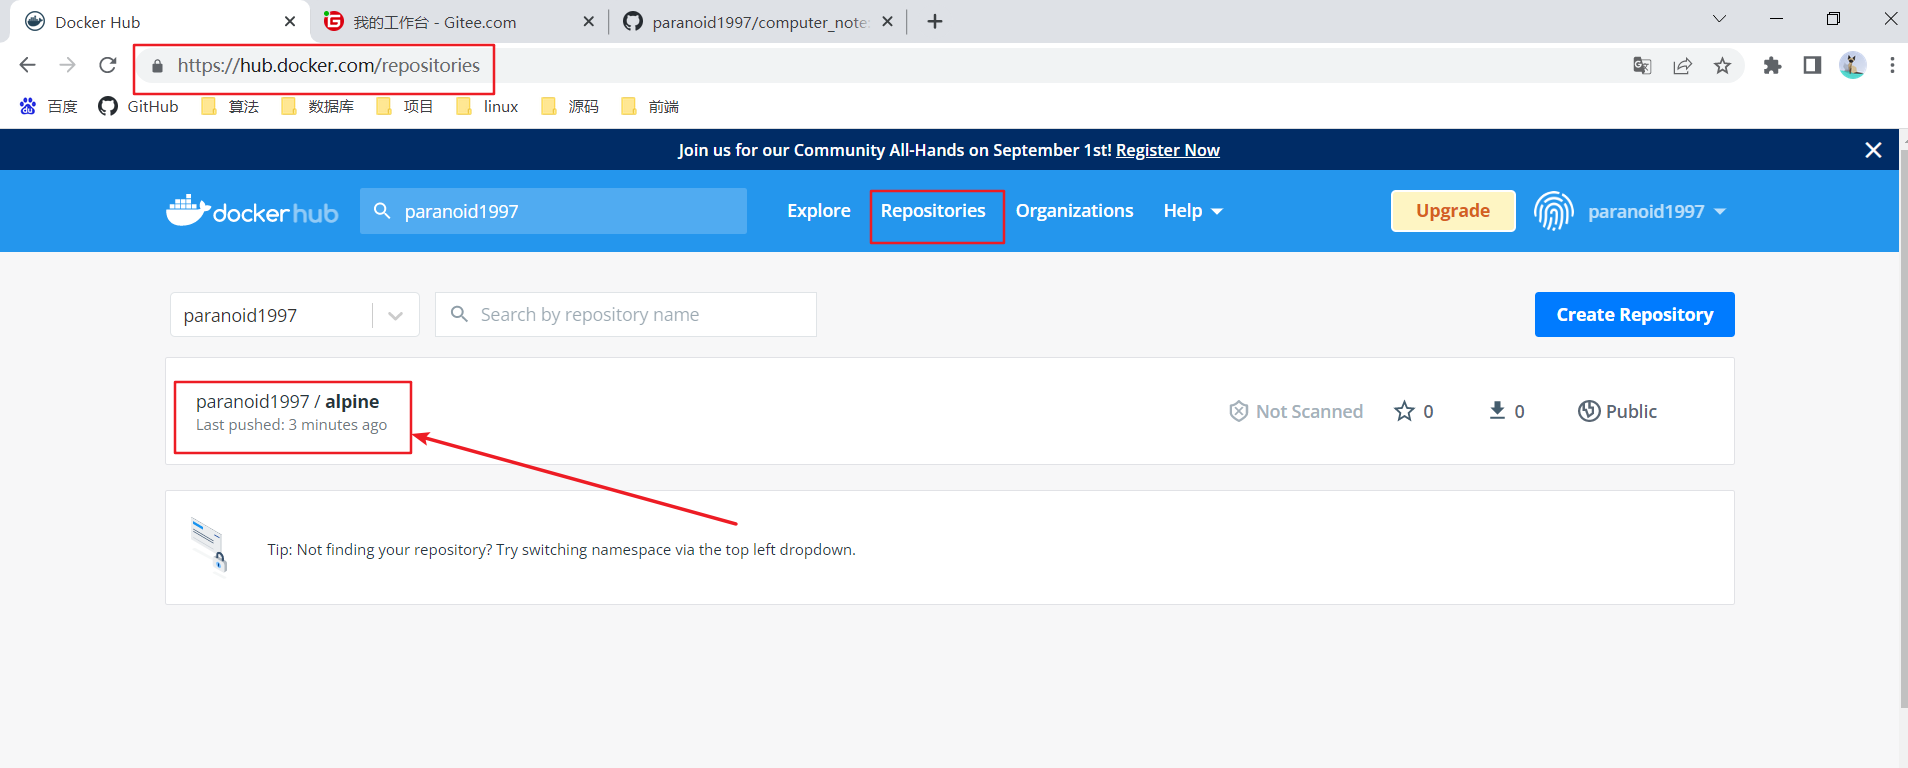 Docker Hub
我的工作台 - Gitee.com
paranoid1997/computer_note
https://hub.docker.com/repositories
百度
GitHub
算法
数据库
项目
linux
源码
前端
Join us for our Community All-Hands on September 1st! Register Now
docker hub
paranoid1997
Explore
Repositories
Organizations
Help
Upgrade
paranoid1997
paranoid1997
Search by repository name
Create Repository
paranoid1997 / alpine
Last pushed: 3 minutes ago
Not Scanned
0
0
Public
Tip: Not finding your repository? Try switching namespace via the top left dropdown.